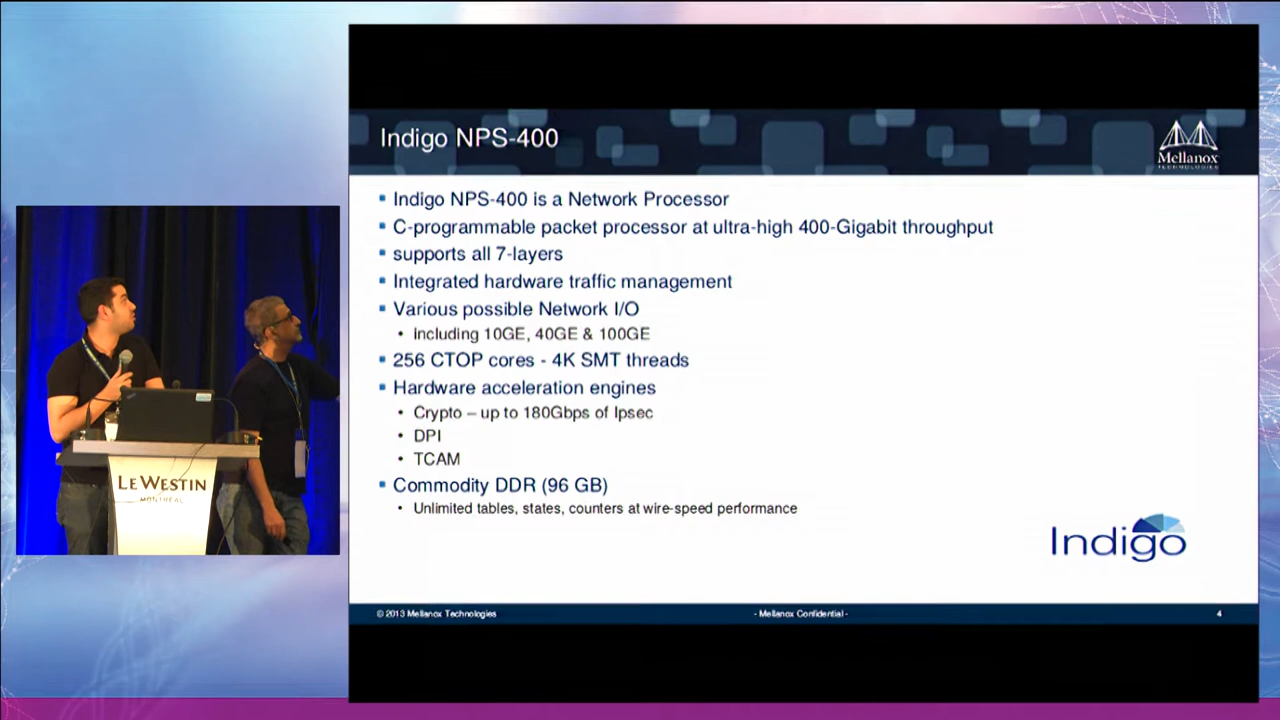 Indigo NPS-400
Mellanox
TECHNOLOGIES
Indigo NPS-400 is a Network Processor
C-programmable packet processor at ultra-high 400-Gigabit throughput
supports all 7-layers
Integrated hardware traffic management
Various possible Network I/O
including 10GE, 40GE & 100GE
256 CTOP cores - 4K SMT threads
Hardware acceleration engines
Crypto – up to 180Gbps of Ipsec
DPI
TCAM
Commodity DDR (96 GB)
Unlimited tables, states, counters at wire-speed performance
Indigo
© 2013 Mellanox Technologies
- Mellanox Confidential -
4
LE WESTIN
MONTRÉAL